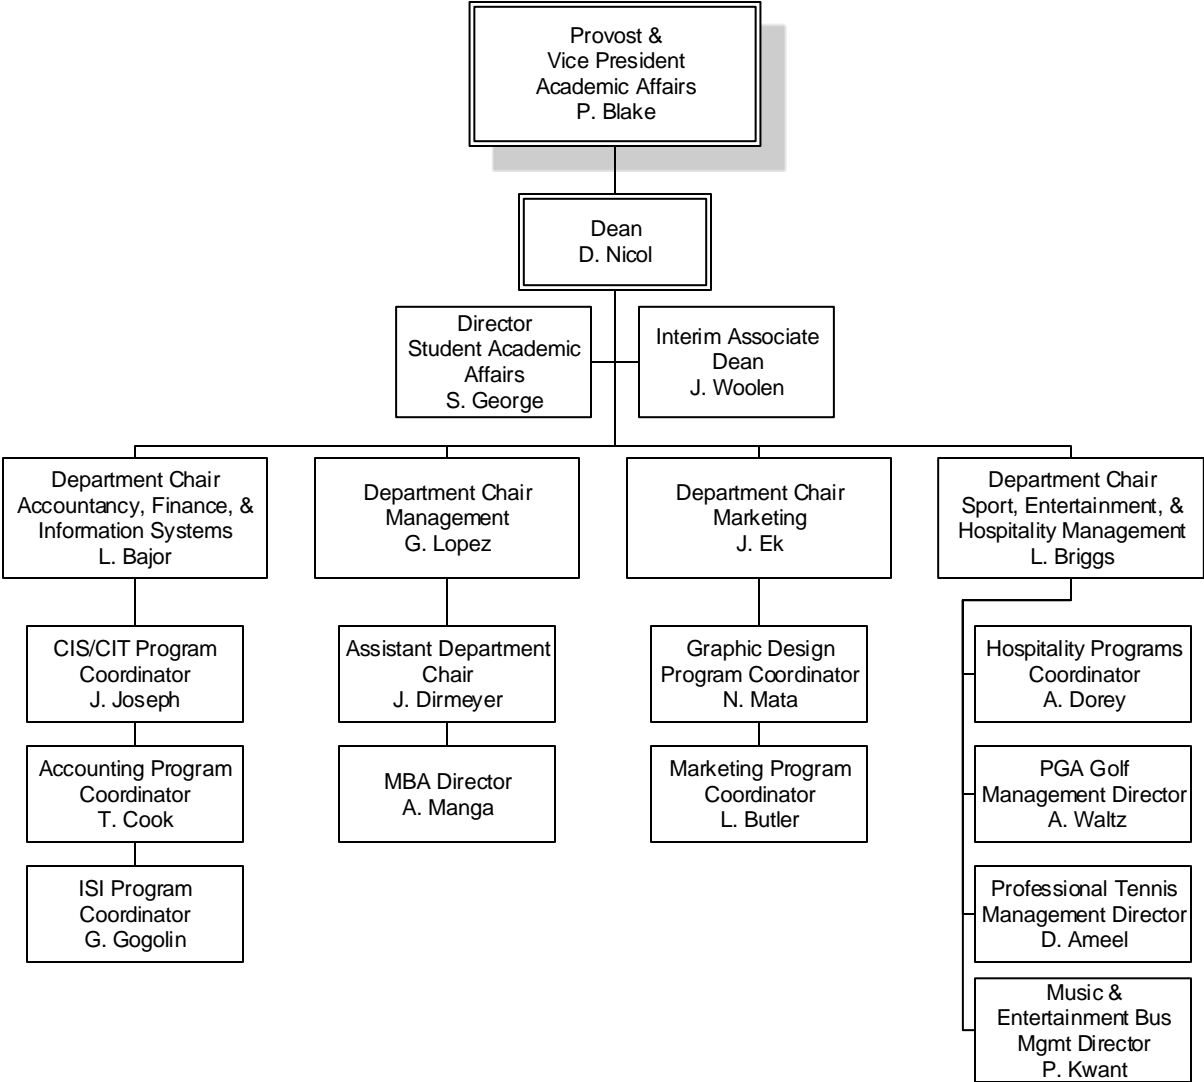 Provost &
Vice President
Academic Affairs
P. Blake
Dean
D. Nicol
Director
Student Academic
Affairs
S. George
Interim Associate
Dean
J. Woolen
Department Chair
Accountancy, Finance, &
Information Systems
L. Bajor
Department Chair
Management
G. Lopez
Department Chair
Marketing
J. Ek
Department Chair
Sport, Entertainment, &
Hospitality Management
L. Briggs
CIS/CIT Program
Coordinator
J. Joseph
Assistant Department
Chair
J. Dirmeyer
Graphic Design
Program Coordinator
N. Mata
Hospitality Programs
Coordinator
A. Dorey
Accounting Program
Coordinator
T. Cook
MBA Director
A. Manga
Marketing Program
Coordinator
L. Butler
PGA Golf
Management Director
A. Waltz
ISI Program
Coordinator
G. Gogolin
Professional Tennis
Management Director
D. Ameel
Music &
Entertainment Bus
Mgmt Director
P. Kwant